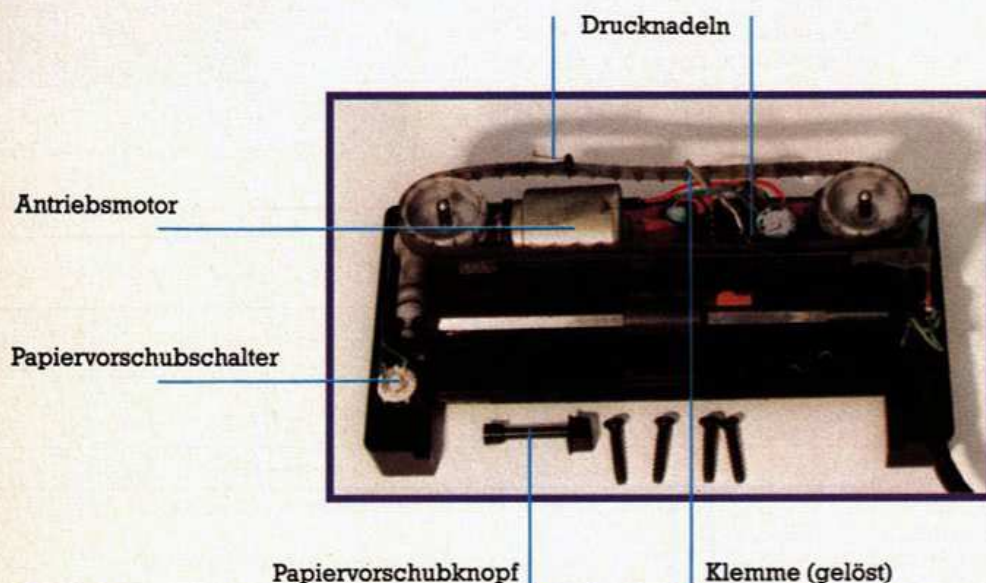 Drucknadeln
Antriebsmotor
Papiervorschubschalter
Papiervorschubknopf
Klemme (gelöst)